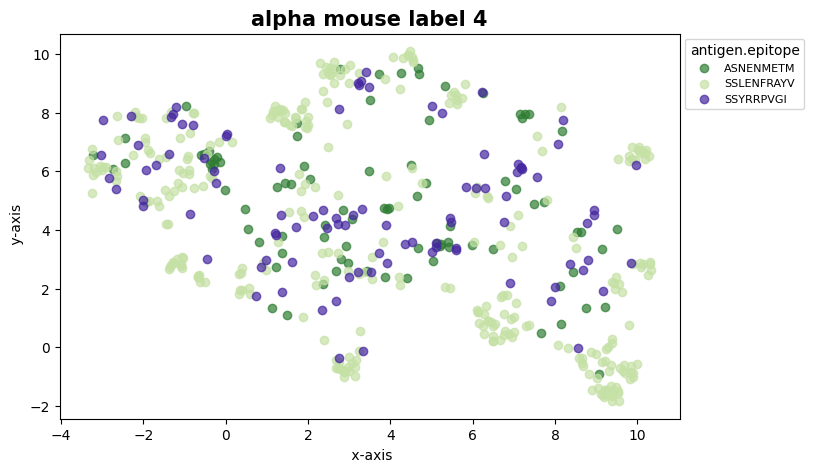 alpha mouse label 4
antigen.epitope
ASNENMETM
SSLENFRAYV
SSYRRPVGI
y-axis
10
8
6
4
2
0
−2
−4
−2
0
2
4
6
8
10
x-axis